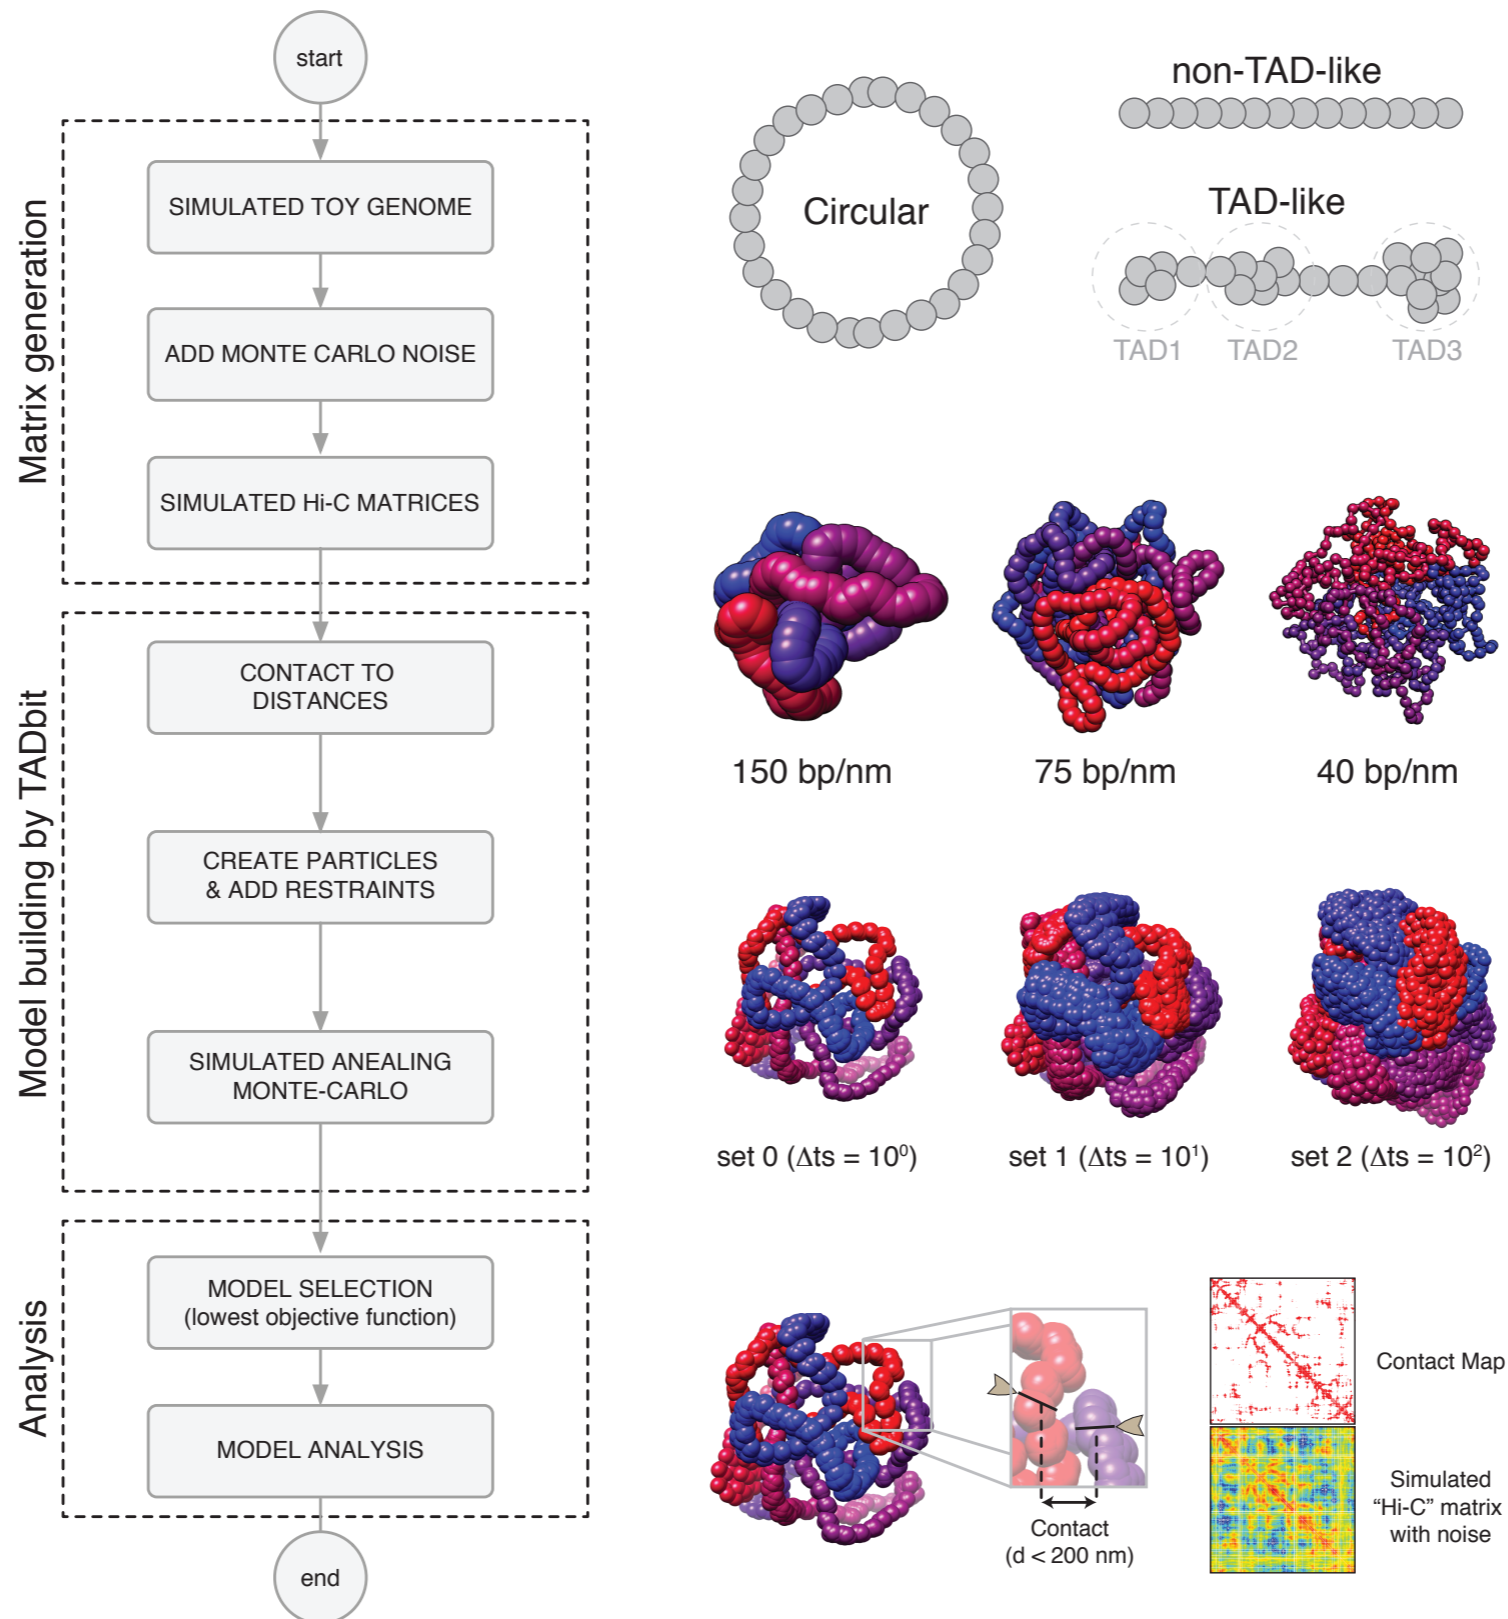 start
Matrix generation
SIMULATED TOY GENOME
ADD MONTE CARLO NOISE
SIMULATED Hi-C MATRICES
Model building by TADbit
CONTACT TO
DISTANCES
CREATE PARTICLES
& ADD RESTRAINTS
SIMULATED ANEALING
MONTE-CARLO
Analysis
MODEL SELECTION
(lowest objective function)
MODEL ANALYSIS
end
Circular
non-TAD-like
TAD-like
TAD1 TAD2 TAD3
150 bp/nm 75 bp/nm 40 bp/nm
set 0 (Δts = 10⁰) set 1 (Δts = 10¹) set 2 (Δts = 10²)
Contact
(d < 200 nm)
Contact Map
Simulated
“Hi-C” matrix
with noise